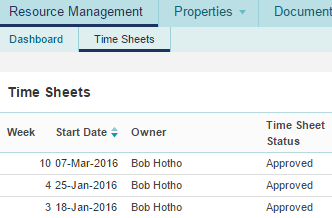 Resource Management Properties Document
Dashboard Time Sheets
Time Sheets
Week Start Date Owner Time Sheet Status
10 07-Mar-2016 Bob Hotho Approved
4 25-Jan-2016 Bob Hotho Approved
3 18-Jan-2016 Bob Hotho Approved